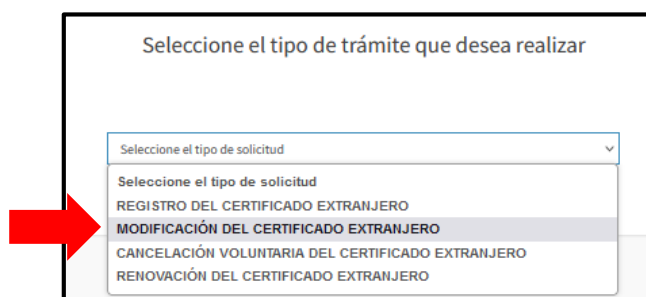 Seleccione el tipo de trámite que desea realizar
Seleccione el tipo de solicitud
Seleccione el tipo de solicitud
REGISTRO DEL CERTIFICADO EXTRANJERO
MODIFICACIÓN DEL CERTIFICADO EXTRANJERO
CANCELACIÓN VOLUNTARIA DEL CERTIFICADO EXTRANJERO
RENOVACIÓN DEL CERTIFICADO EXTRANJERO